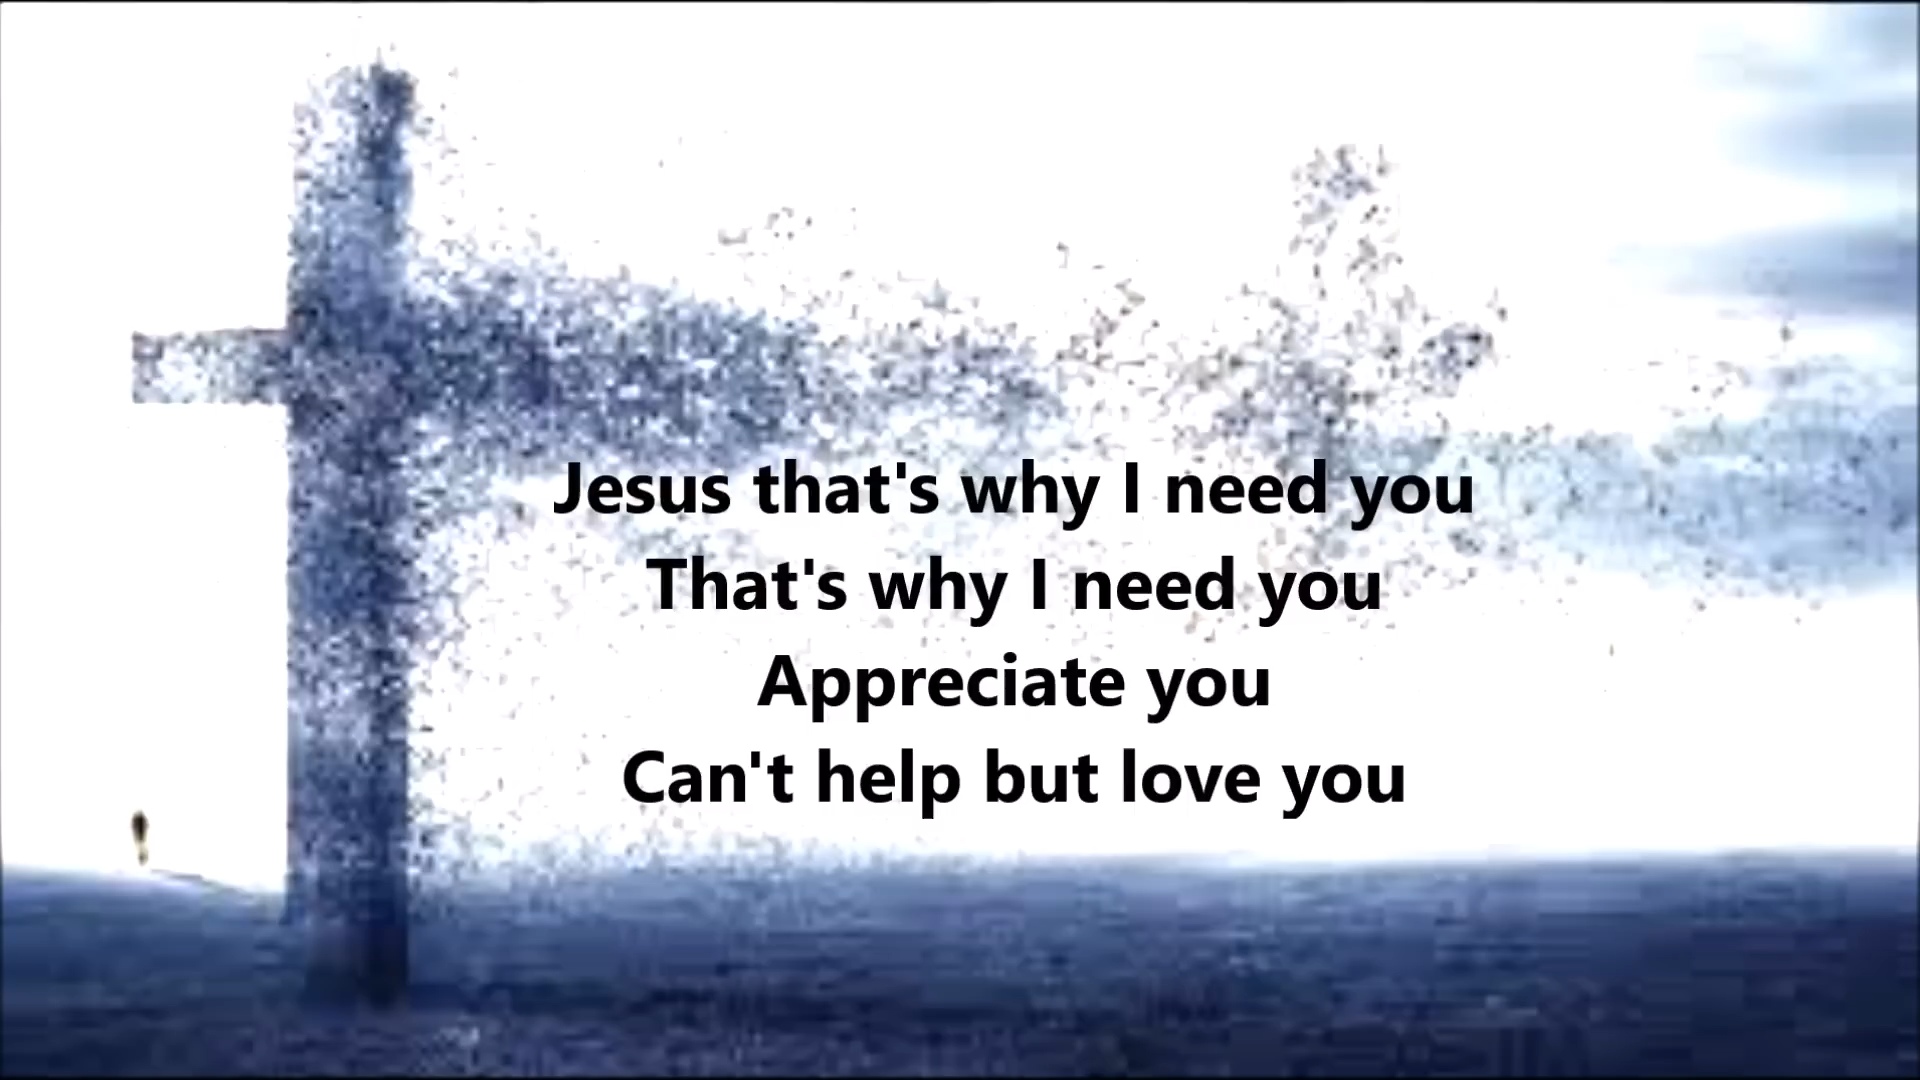 Jesus that's why I need you
That's why I need you
Appreciate you
Can't help but love you